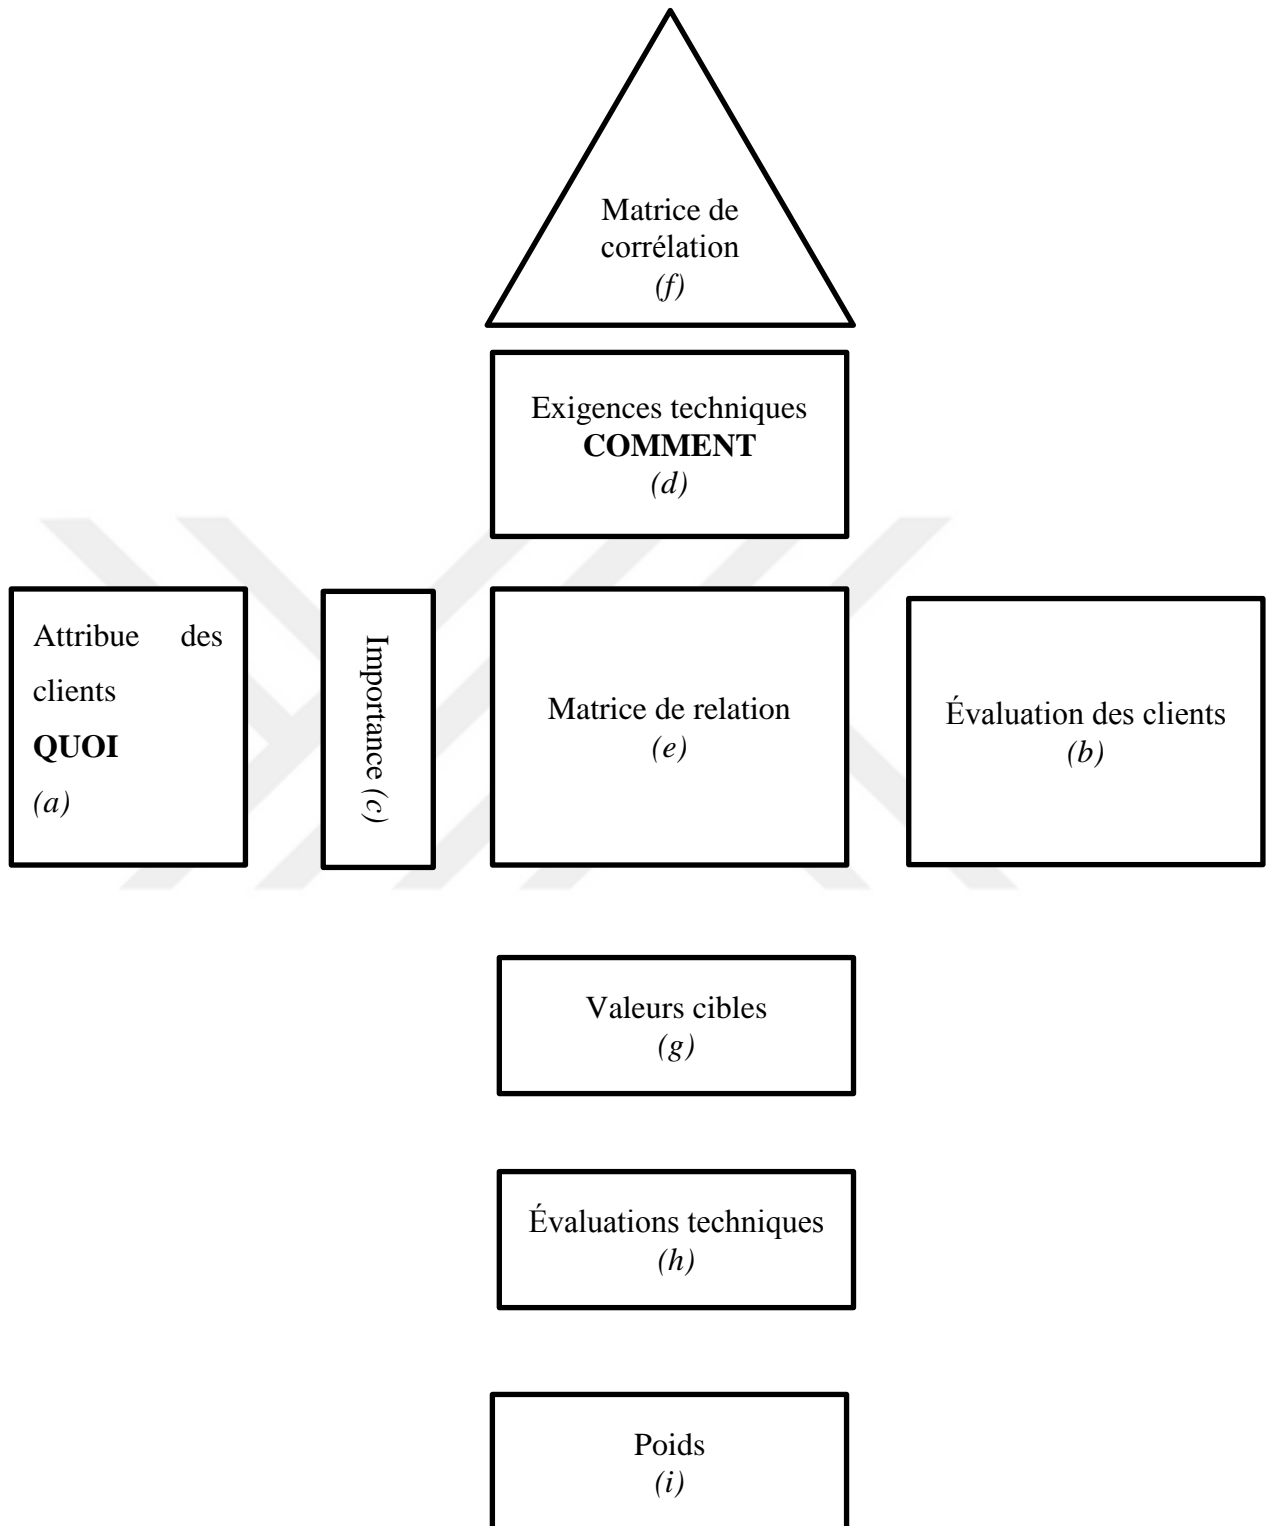 Matrice de
corrélation
(f)
Exigences techniques
COMMENT
(d)
Attribue des
clients
QUOI
(a)
Importance (c)
Matrice de relation
(e)
Évaluation des clients
(b)
Valeurs cibles
(g)
Évaluations techniques
(h)
Poids
(i)